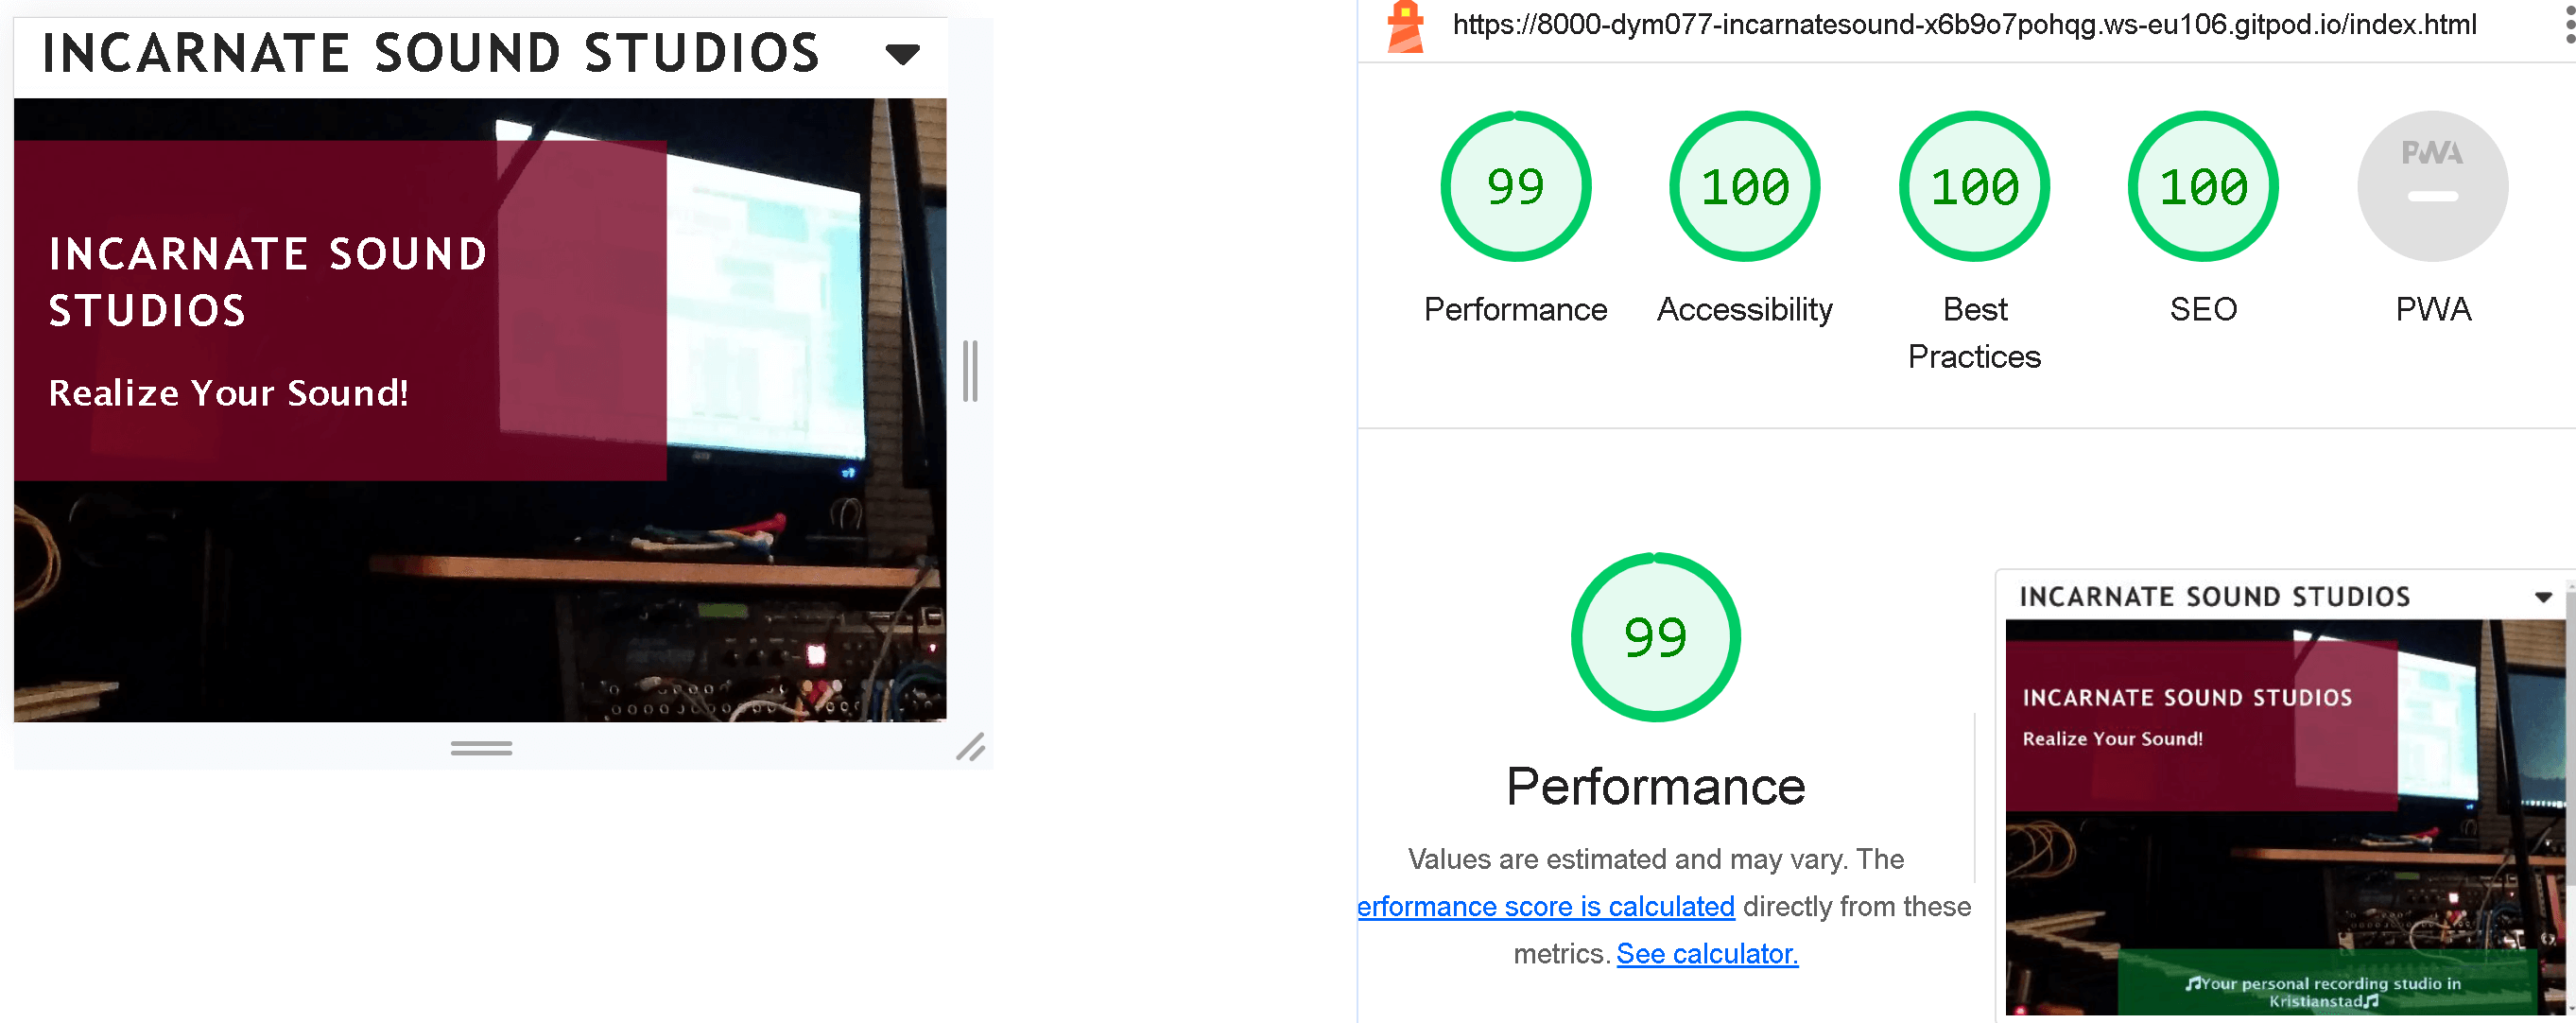 INCARNATE SOUND STUDIOS
INCARNATE SOUND
STUDIOS
Realize Your Sound!
https://8000-dym077-incarnatesound-x6b9o7pohqg.ws-eu106.gitpod.io/index.html
99
100
100
100
PWA
Performance
Accessibility
Best
Practices
SEO
PWA
99
Performance
Values are estimated and may vary. The
erformance score is calculated directly from these
metrics. See calculator.
INCARNATE SOUND STUDIOS
INCARNATE SOUND STUDIOS
Realize Your Sound!
🎵Your personal recording studio in
Kristianstad🎵